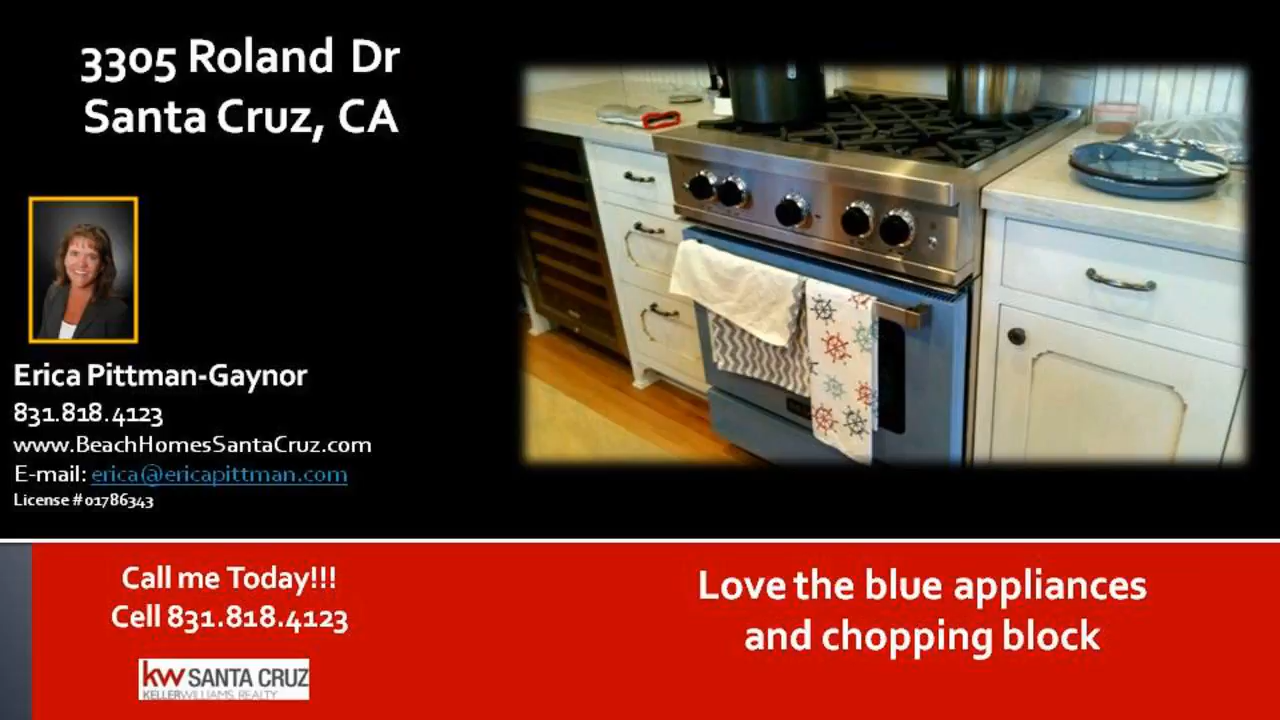 3305 Roland Dr
Santa Cruz, CA
Erica Pittman-Gaynor
831.818.4123
www.BeachHomesSantaCruz.com
E-mail: erica@ericapittman.com
License #01786343
Call me Today!!!
Cell 831.818.4123
kw SANTA CRUZ
KELLERWILLIAMS. REALTY
Love the blue appliances
and chopping block